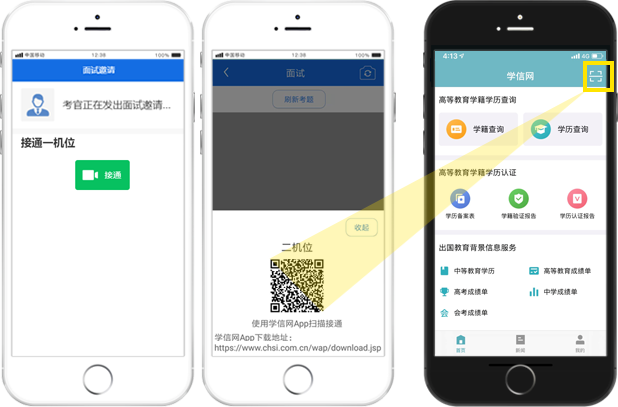 中国移动 12:38 100%
面试邀请
考官正在发出面试邀请...
接通一机位
接通
中国移动 12:38 100%
面试
刷新考题
收起
二机位
使用学信网App扫描接通
学信网App下载地址：
https://www.chsi.com.cn/wap/download.jsp
4:13 4G
学信网
高等教育学籍学历查询
学籍查询
学历查询
高等教育学籍学历认证
学历备案表
学籍验证报告
学历认证报告
出国教育背景信息服务
中等教育学历
高等教育成绩单
高考成绩单
中学成绩单
会考成绩单
首页
新闻
我的